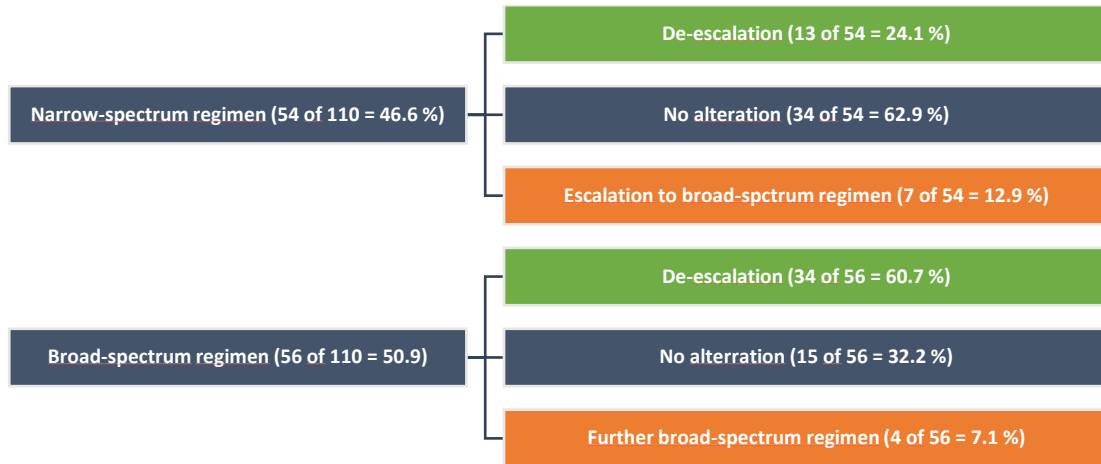 De-escalation (13 of 54 = 24.1 %)
Narrow-spectrum regimen (54 of 110 = 46.6 %)
No alteration (34 of 54 = 62.9 %)
Escalation to broad-spctrum regimen (7 of 54 = 12.9 %)
De-escalation (34 of 56 = 60.7 %)
Broad-spectrum regimen (56 of 110 = 50.9)
No alterration (15 of 56 = 32.2 %)
Further broad-spectrum regimen (4 of 56 = 7.1 %)